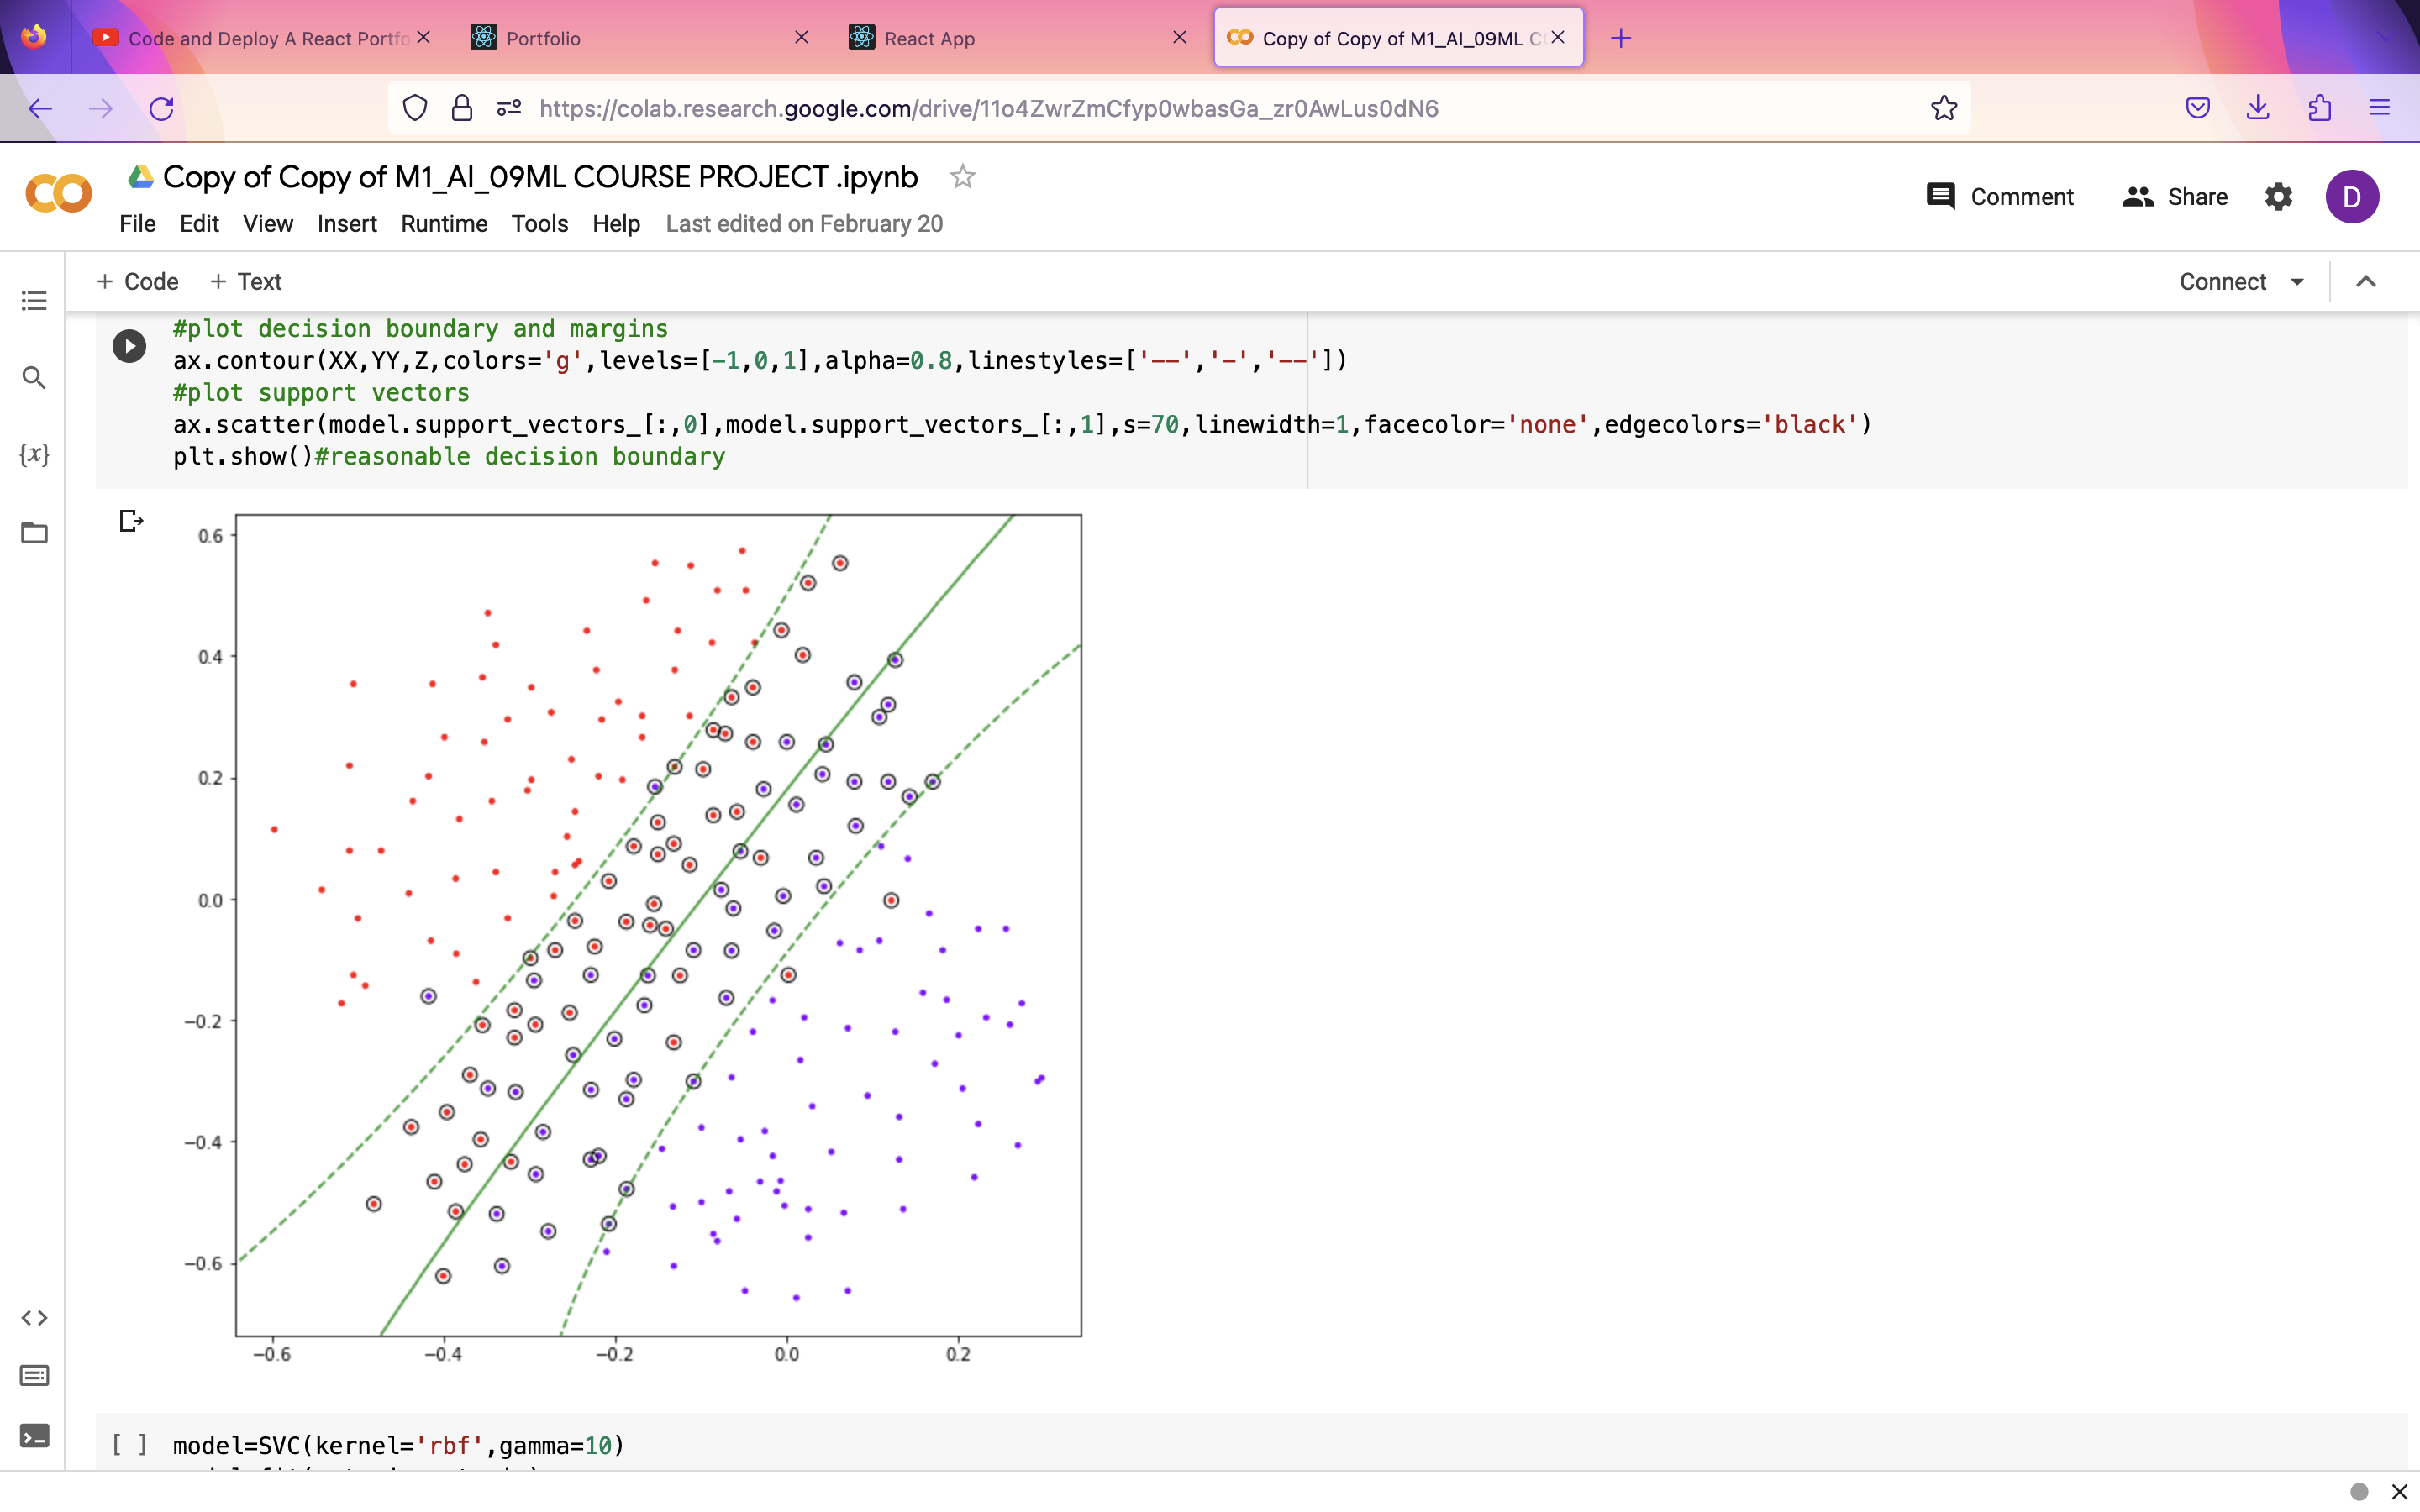 Code and Deploy A React Portfo
Portfolio
React App
Copy of Copy of M1_AI_09ML C
https://colab.research.google.com/drive/11o4ZwrZmCfyp0wbasGa_zr0AwLus0dN6
Copy of Copy of M1_AI_09ML COURSE PROJECT .ipynb
Comment
Share
D
File Edit View Insert Runtime Tools Help Last edited on February 20
+ Code + Text
Connect
#plot decision boundary and margins
ax.contour(XX,YY,Z,colors='g',levels=[-1,0,1],alpha=0.8,linestyles=['--','-','--'])
#plot support vectors
ax.scatter(model.support_vectors_[:,0],model.support_vectors_[:,1],s=70,linewidth=1,facecolor='none',edgecolors='black')
plt.show()#reasonable decision boundary
{x}
0.6
0.4
0.2
0.0
−0.2
−0.4
−0.6
−0.6 −0.4 −0.2 0.0 0.2
[ ] model=SVC(kernel='rbf',gamma=10)